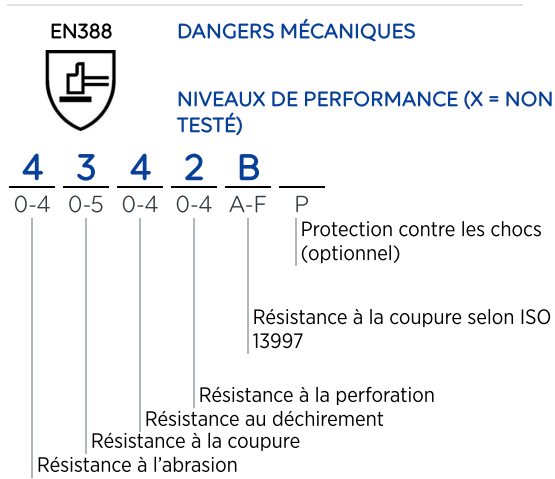 EN388
DANGERS MÉCANIQUES
NIVEAUX DE PERFORMANCE (X = NON
TESTÉ)
4 3 4 2 B
0-4 0-5 0-4 0-4 A-F P
Protection contre les chocs
(optionnel)
Résistance à la coupure selon ISO
13997
Résistance à la perforation
Résistance au déchirement
Résistance à la coupure
Résistance à l’abrasion